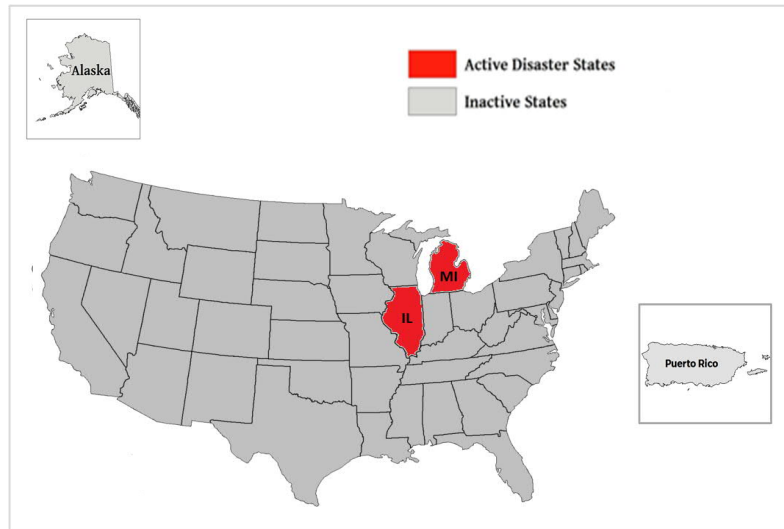 Alaska
Active Disaster States
Inactive States
MI
IL
Puerto Rico